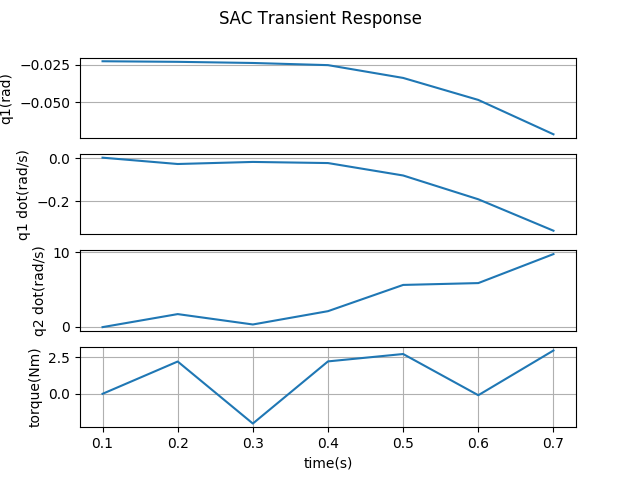 SAC Transient Response
−0.025
−0.050
q1(rad)
0.0
−0.2
q1 dot(rad/s)
10
0
q2 dot(rad/s)
2.5
0.0
torque(Nm)
0.1 0.2 0.3 0.4 0.5 0.6 0.7
time(s)